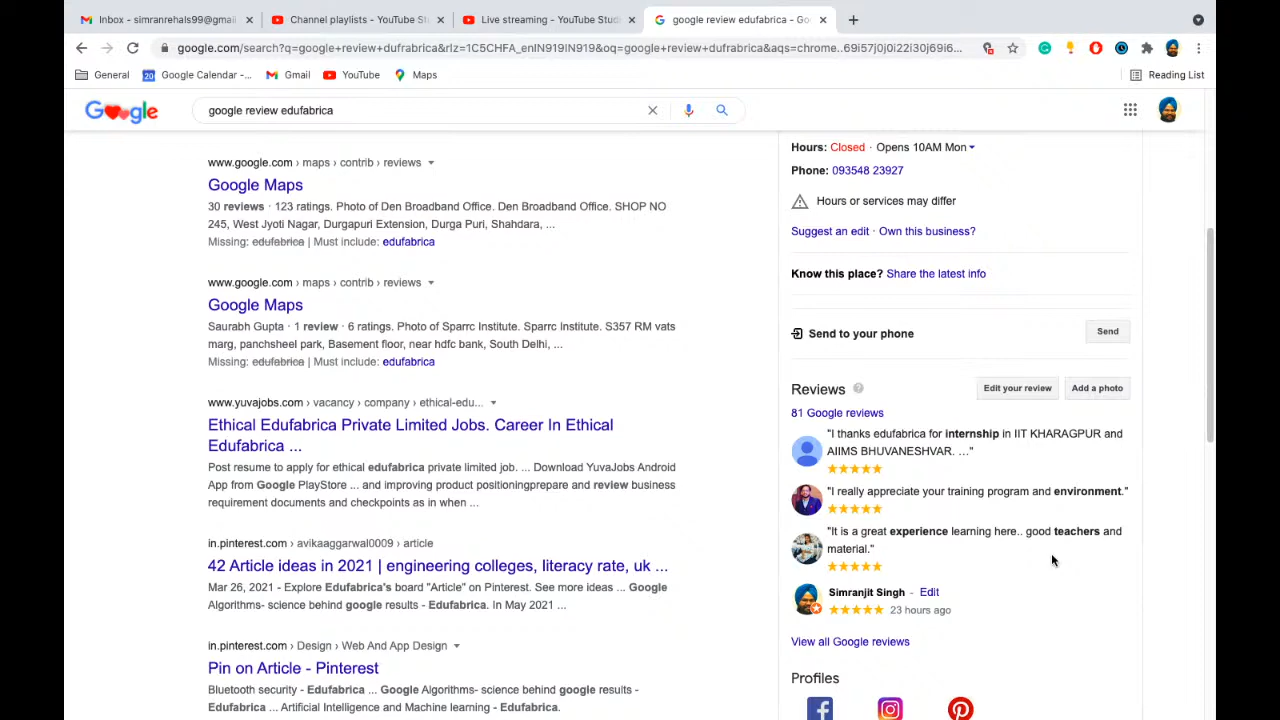 Inbox - simranrehals99@gmail
Channel playlists - YouTube St
Live streaming - YouTube Stud
google review edufabrica - Go
google.com/search?q=google+review+dufrabrica&rlz=1C5CHFA_enIN919IN919&oq=google+review+dufrabrica&aqs=chrome..69i57j0j0i22i30j69i6...
General
Google Calendar -...
Gmail
YouTube
Maps
Reading List
google review edufabrica
www.google.com › maps › contrib › reviews
Google Maps
30 reviews · 123 ratings. Photo of Den Broadband Office. Den Broadband Office. SHOP NO
245, West Jyoti Nagar, Durgapuri Extension, Durga Puri, Shahdara, ...
Missing: edufabrica | Must include: edufabrica
www.google.com › maps › contrib › reviews
Google Maps
Saurabh Gupta · 1 review · 6 ratings. Photo of Sparrc Institute. Sparrc Institute. S357 RM vats
marg, panchsheel park, Basement floor, near hdfc bank, South Delhi, ...
Missing: edufabrica | Must include: edufabrica
www.yuvajobs.com › vacancy › company › ethical-edu...
Ethical Edufabrica Private Limited Jobs. Career In Ethical
Edufabrica ...
Post resume to apply for ethical edufabrica private limited job. ... Download YuvaJobs Android
App from Google PlayStore ... and improving product positioningprepare and review business
requirement documents and checkpoints as in when ...
in.pinterest.com › avikaaggarwal0009 › article
42 Article ideas in 2021 | engineering colleges, literacy rate, uk ...
Mar 26, 2021 - Explore Edufabrica's board "Article" on Pinterest. See more ideas ... Google
Algorithms- science behind google results - Edufabrica. In May 2021 ...
in.pinterest.com › Design › Web And App Design
Pin on Article - Pinterest
Bluetooth security - Edufabrica ... Google Algorithms- science behind google results -
Edufabrica ... Artificial Intelligence and Machine learning - Edufabrica.
Hours: Closed · Opens 10AM Mon
Phone: 093548 23927
Hours or services may differ
Suggest an edit · Own this business?
Know this place? Share the latest info
Send to your phone
Send
Reviews
Edit your review
Add a photo
81 Google reviews
"I thanks edufabrica for internship in IIT KHARAGPUR and
AIIMS BHUVANESHVAR. ..."
"I really appreciate your training program and environment."
"It is a great experience learning here.. good teachers and
material."
Simranjit Singh - Edit
23 hours ago
View all Google reviews
Profiles